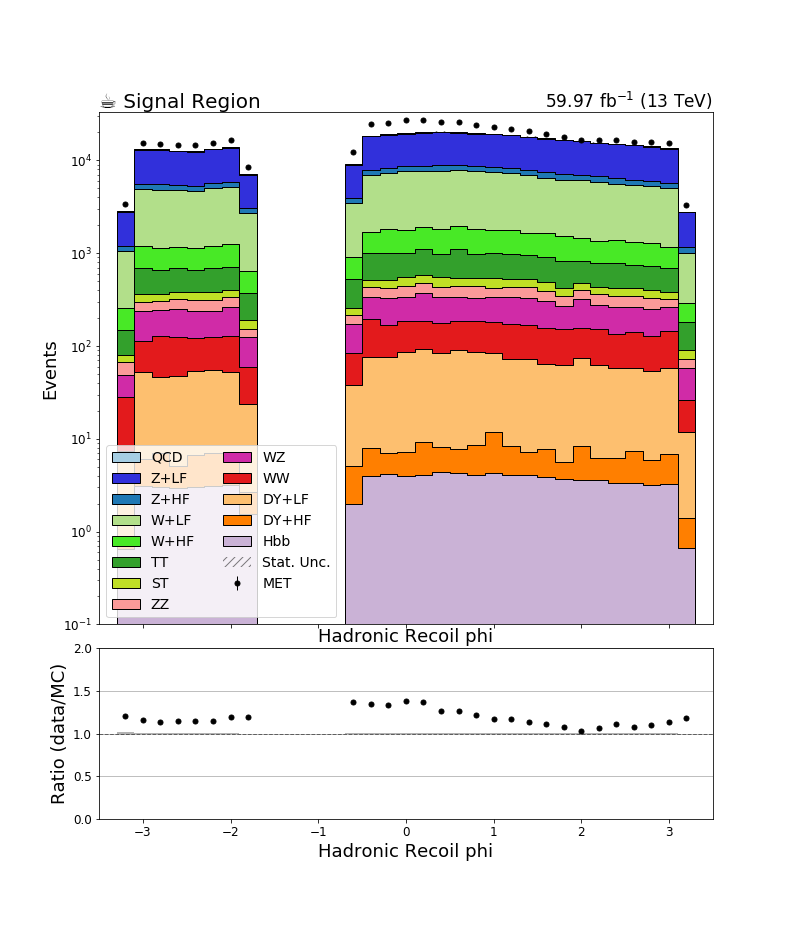 ☕ Signal Region
59.97 fb⁻¹ (13 TeV)
Events
10⁴
10³
10²
10¹
10⁰
10⁻¹
QCD
Z+LF
Z+HF
W+LF
W+HF
TT
ST
ZZ
WZ
WW
DY+LF
DY+HF
Hbb
Stat. Unc.
MET
Hadronic Recoil phi
Ratio (data/MC)
2.0
1.5
1.0
0.5
0.0
−3 −2 −1 0 1 2 3
Hadronic Recoil phi